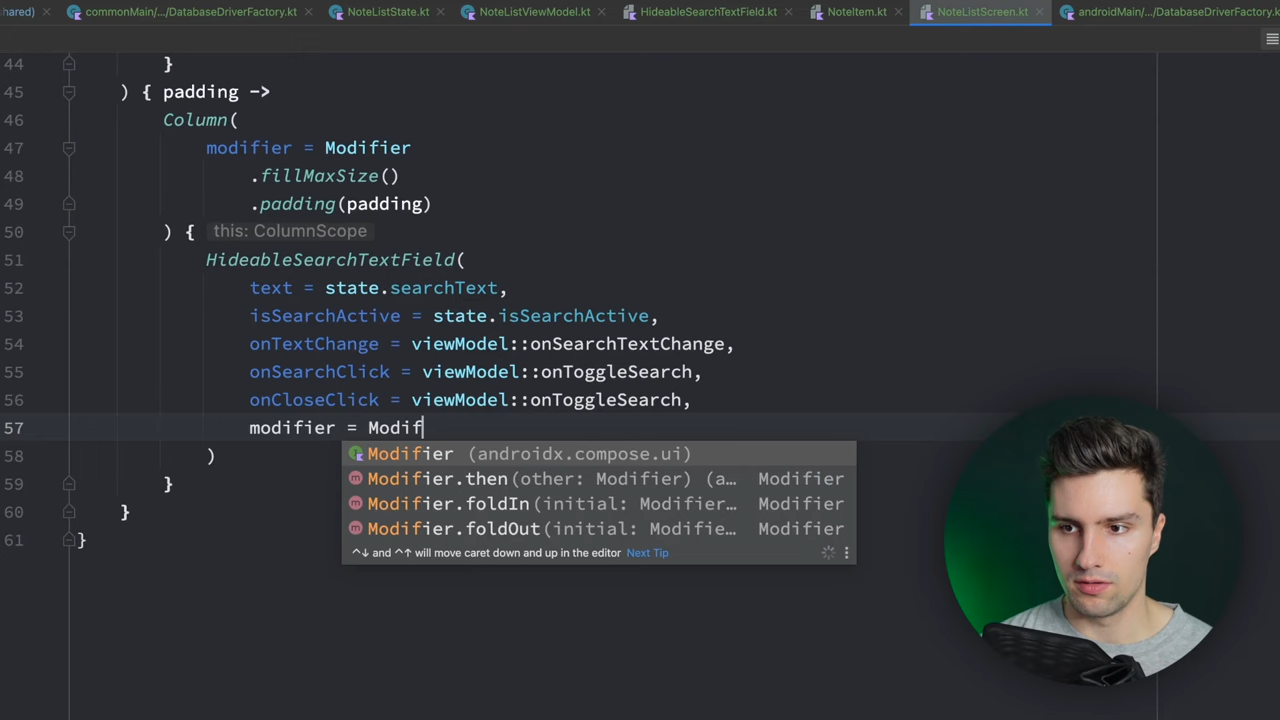 shared)
commonMain/.../DatabaseDriverFactory.kt
NoteListState.kt
NoteListViewModel.kt
HideableSearchTextField.kt
NoteItem.kt
NoteListScreen.kt
androidMain/.../DatabaseDriverFactory.k
44 }
45 ) { padding ->
46 Column(
47 modifier = Modifier
48 .fillMaxSize()
49 .padding(padding)
50 ) { this: ColumnScope
51 HideableSearchTextField(
52 text = state.searchText,
53 isSearchActive = state.isSearchActive,
54 onTextChange = viewModel::onSearchTextChange,
55 onSearchClick = viewModel::onToggleSearch,
56 onCloseClick = viewModel::onToggleSearch,
57 modifier = Modif
Modifier (androidx.compose.ui)
58 )
Modifier.then(other: Modifier) (a... Modifier
59 }
Modifier.foldIn(initial: Modifier... Modifier
60 }
Modifier.foldOut(initial: Modifie... Modifier
61 }
^↓ and ^↑ will move caret down and up in the editor Next Tip